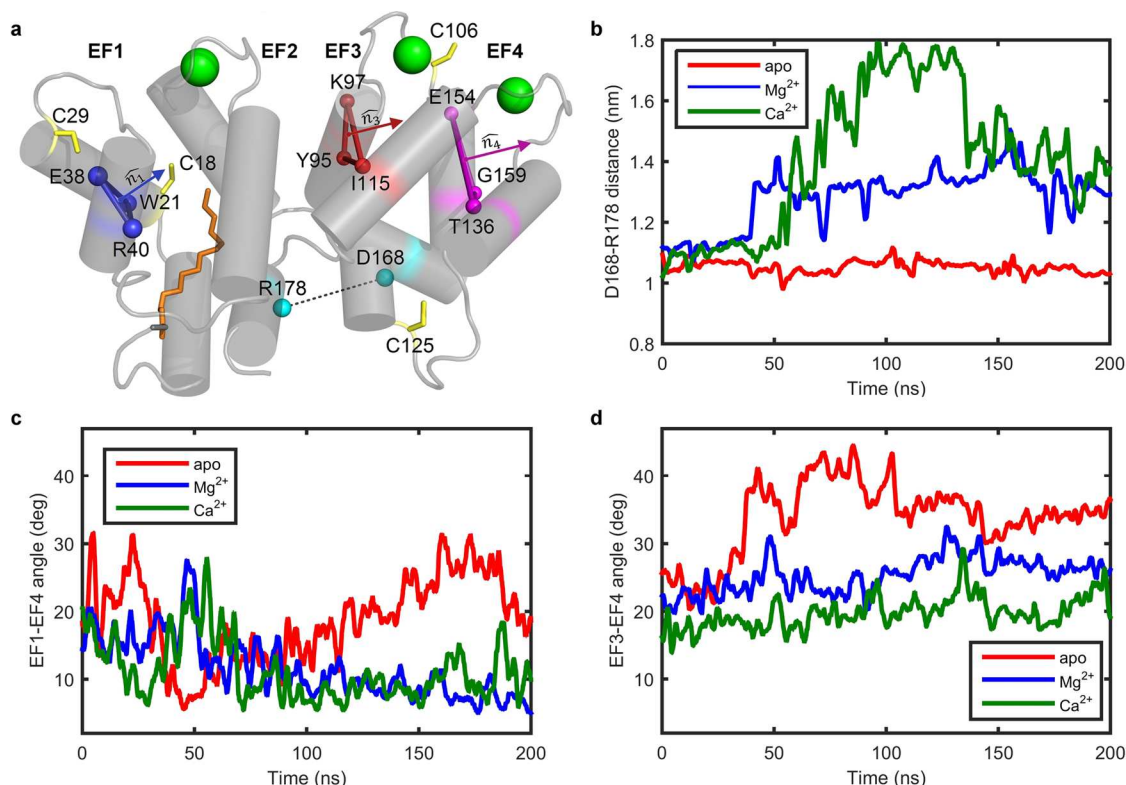 a
EF1
EF2
EF3
EF4
C106
K97
E154
C29
n̂₃
n̂₄
C18
Y95
I115
G159
E38
n̂₁
W21
T136
R40
D168
R178
C125
b
D168-R178 distance (nm)
1.8
1.6
1.4
1.2
1
0.8
apo
Mg²⁺
Ca²⁺
0 50 100 150 200
Time (ns)
c
EF1-EF4 angle (deg)
40
30
20
10
apo
Mg²⁺
Ca²⁺
0 50 100 150 200
Time (ns)
d
EF3-EF4 angle (deg)
40
30
20
10
apo
Mg²⁺
Ca²⁺
0 50 100 150 200
Time (ns)